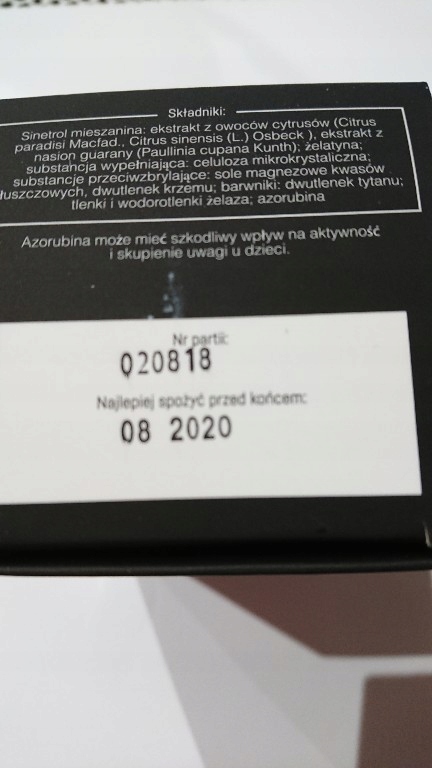 Składniki:
Sinetrol mieszanina: ekstrakt z owoców cytrusów (Citrus
paradisi Macfad., Citrus sinensis (L.) Osbeck ), ekstrakt z
nasion guarany (Paullinia cupana Kunth); żelatyna;
substancja wypełniająca: celuloza mikrokrystaliczna;
substancje przeciwzbrylające: sole magnezowe kwasów
łuszczowych, dwutlenek krzemu; barwniki: dwutlenek tytanu;
tlenki i wodorotlenki żelaza; azorubina
Azorubina może mieć szkodliwy wpływ na aktywność
i skupienie uwagi u dzieci.
Nr partii:
020818
Najlepiej spożyć przed końcem:
08 2020